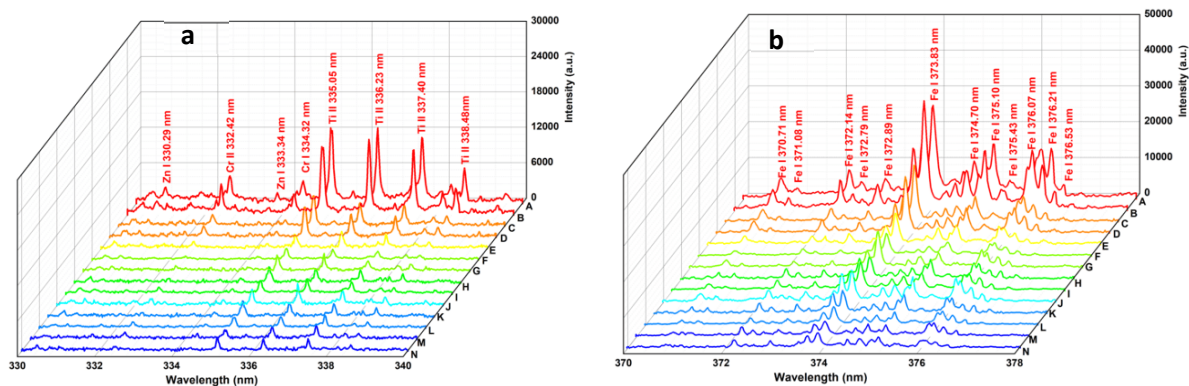 a
30000
24000
18000
12000
6000
0
Intensity (a.u.)
Zn I 330.29 nm
Cr II 332.42 nm
Zn I 333.34 nm
Cr I 334.32 nm
Ti II 335.05 nm
Ti II 336.23 nm
Ti II 337.40 nm
Ti II 338.48nm
A
B
C
D
E
F
G
H
I
J
K
L
M
N
330
332
334
336
338
340
Wavelength (nm)
b
50000
40000
30000
20000
10000
0
Intensity (a.u.)
Fe I 370.71 nm
Fe I 371.08 nm
Fe I 372.14 nm
Fe I 372.79 nm
Fe I 372.89 nm
Fe I 373.83 nm
Fe I 374.70 nm
Fe I 375.10 nm
Fe I 375.43 nm
Fe I 376.07 nm
Fe I 376.21 nm
Fe I 376.53 nm
A
B
C
D
E
F
G
H
I
J
K
L
M
N
370
372
374
376
378
Wavelength (nm)